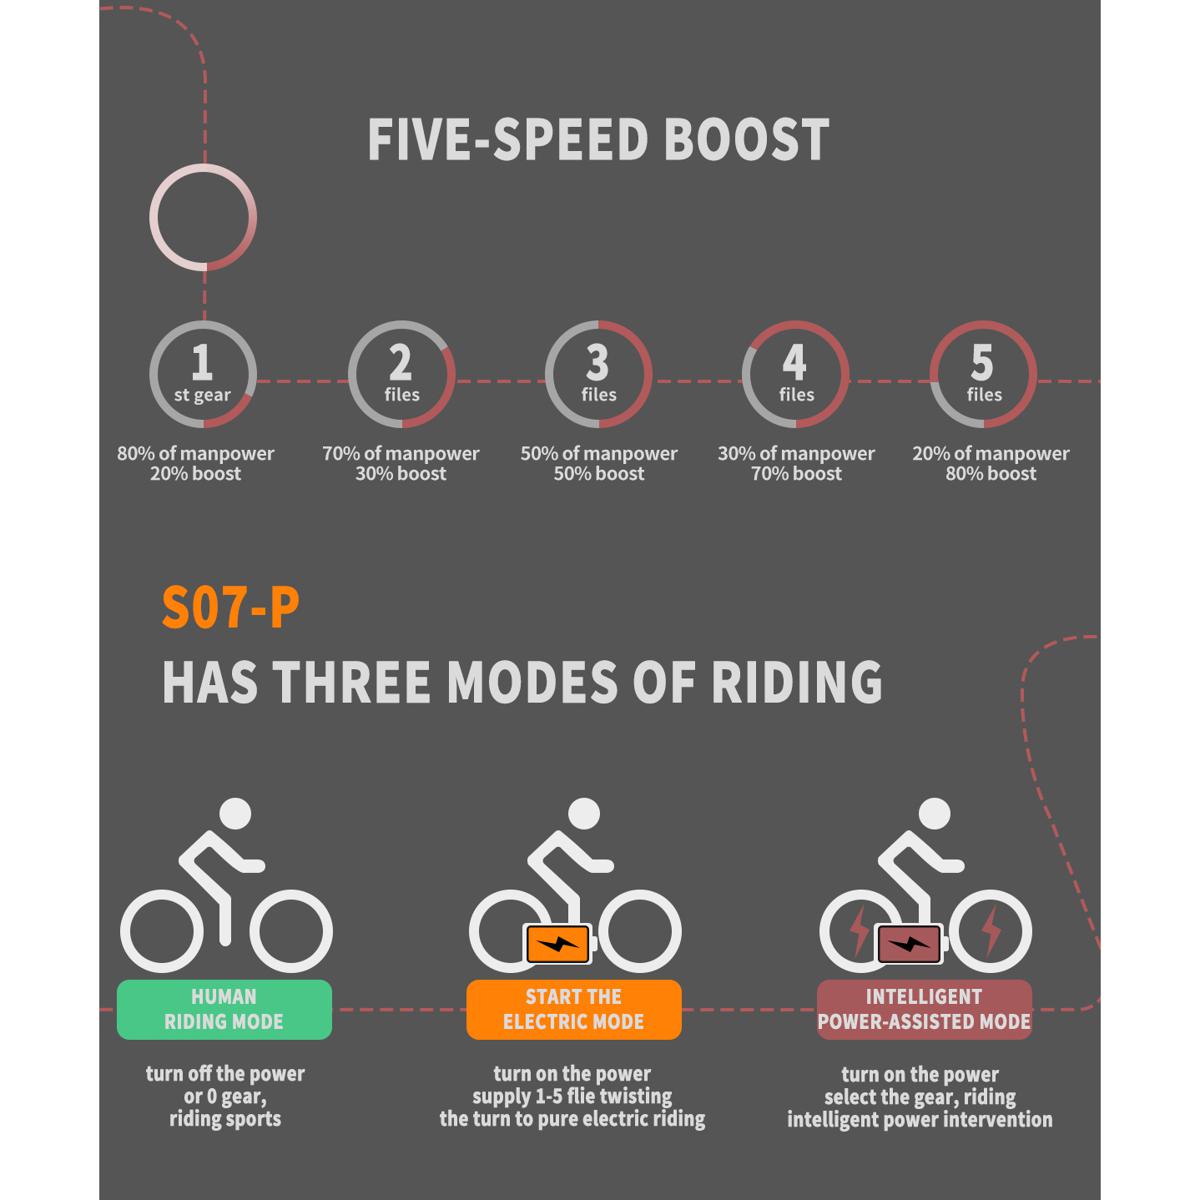 FIVE-SPEED BOOST
1 2 3 4 5
st gear files files files files
80% of manpower 70% of manpower 50% of manpower 30% of manpower 20% of manpower
20% boost 30% boost 50% boost 70% boost 80% boost
S07-P
HAS THREE MODES OF RIDING
HUMAN
RIDING MODE
turn off the power
or 0 gear,
riding sports
START THE
ELECTRIC MODE
turn on the power
supply 1-5 flie twisting
the turn to pure electric riding
INTELLIGENT
POWER-ASSISTED MODE
turn on the power
select the gear, riding
intelligent power intervention